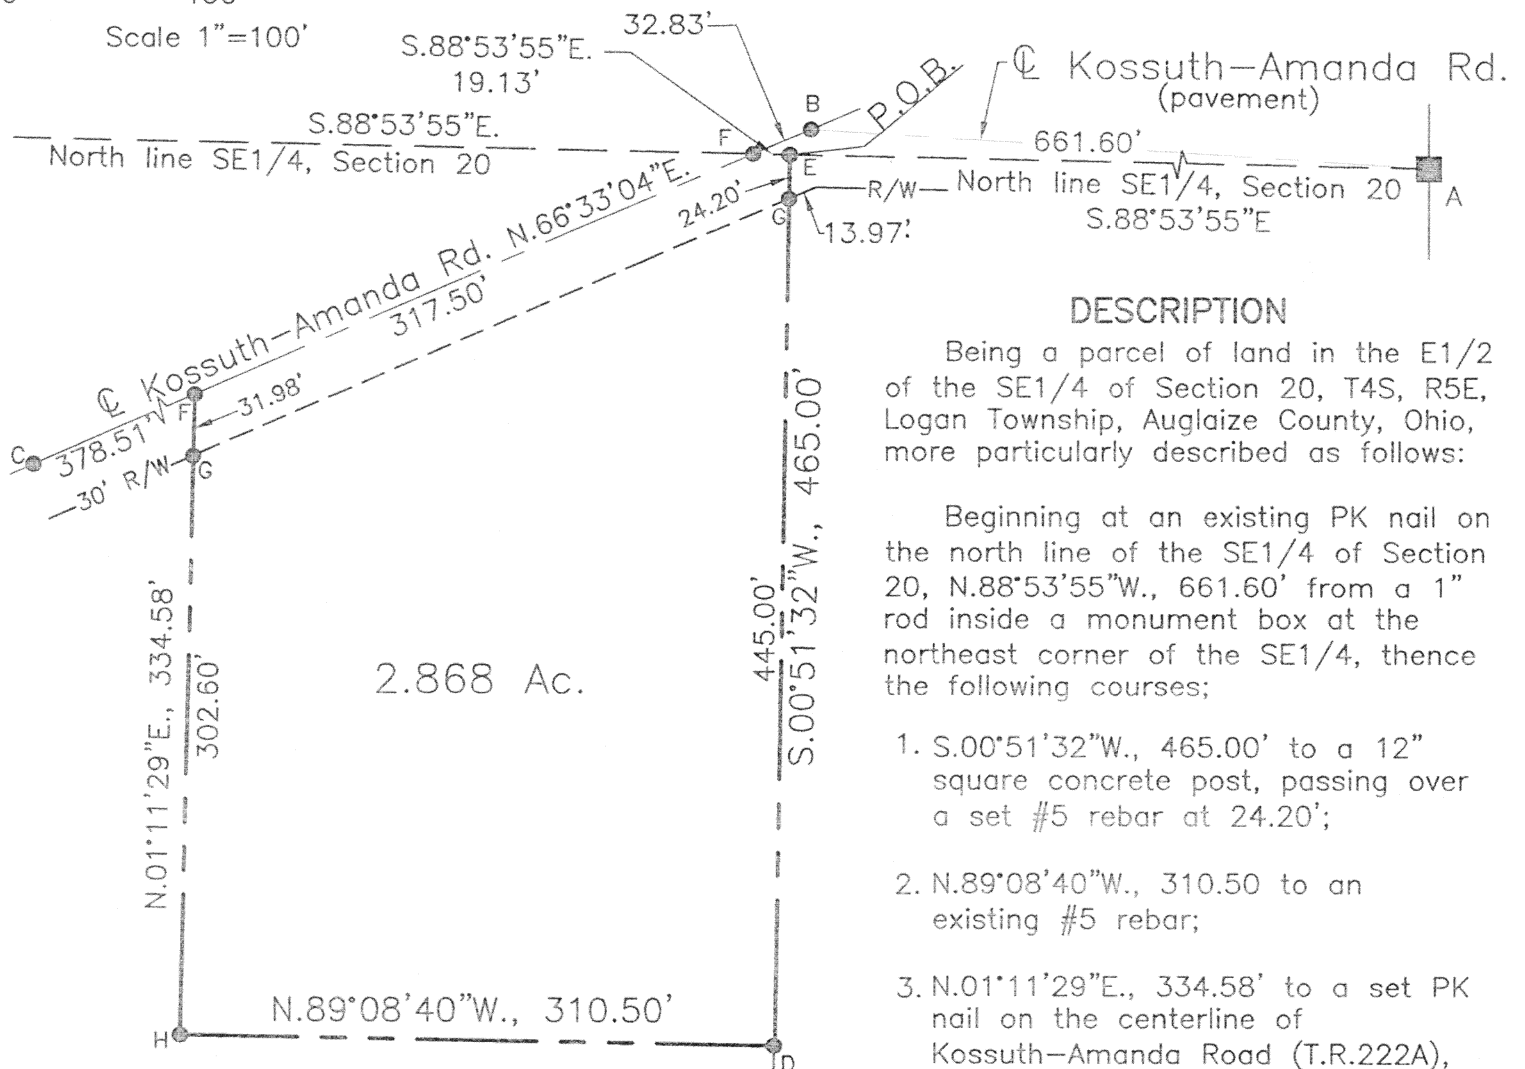 Scale 1"=100'
32.83'
S.88°53'55"E.
19.13'
℄ Kossuth-Amanda Rd.
(pavement)
P.O.B.
B
S.88°53'55"E.
F
661.60'
North line SE1/4, Section 20
E
R/W
North line SE1/4, Section 20
A
24.20'
G
13.97'
S.88°53'55"E
℄ Kossuth-Amanda Rd. N.66°33'04"E.
317.50'
F
31.98'
C
378.51'
G
30' R/W
N.01°11'29"E., 334.58'
302.60'
2.868 Ac.
445.00'
S.00°51'32"W., 465.00'
N.89°08'40"W., 310.50'
H
D
DESCRIPTION
Being a parcel of land in the E1/2
of the SE1/4 of Section 20, T4S, R5E,
Logan Township, Auglaize County, Ohio,
more particularly described as follows:
Beginning at an existing PK nail on
the north line of the SE1/4 of Section
20, N.88°53'55"W., 661.60' from a 1"
rod inside a monument box at the
northeast corner of the SE1/4, thence
the following courses;
1. S.00°51'32"W., 465.00' to a 12"
square concrete post, passing over
a set #5 rebar at 24.20';
2. N.89°08'40"W., 310.50 to an
existing #5 rebar;
3. N.01°11'29"E., 334.58' to a set PK
nail on the centerline of
Kossuth-Amanda Road (T.R.222A),